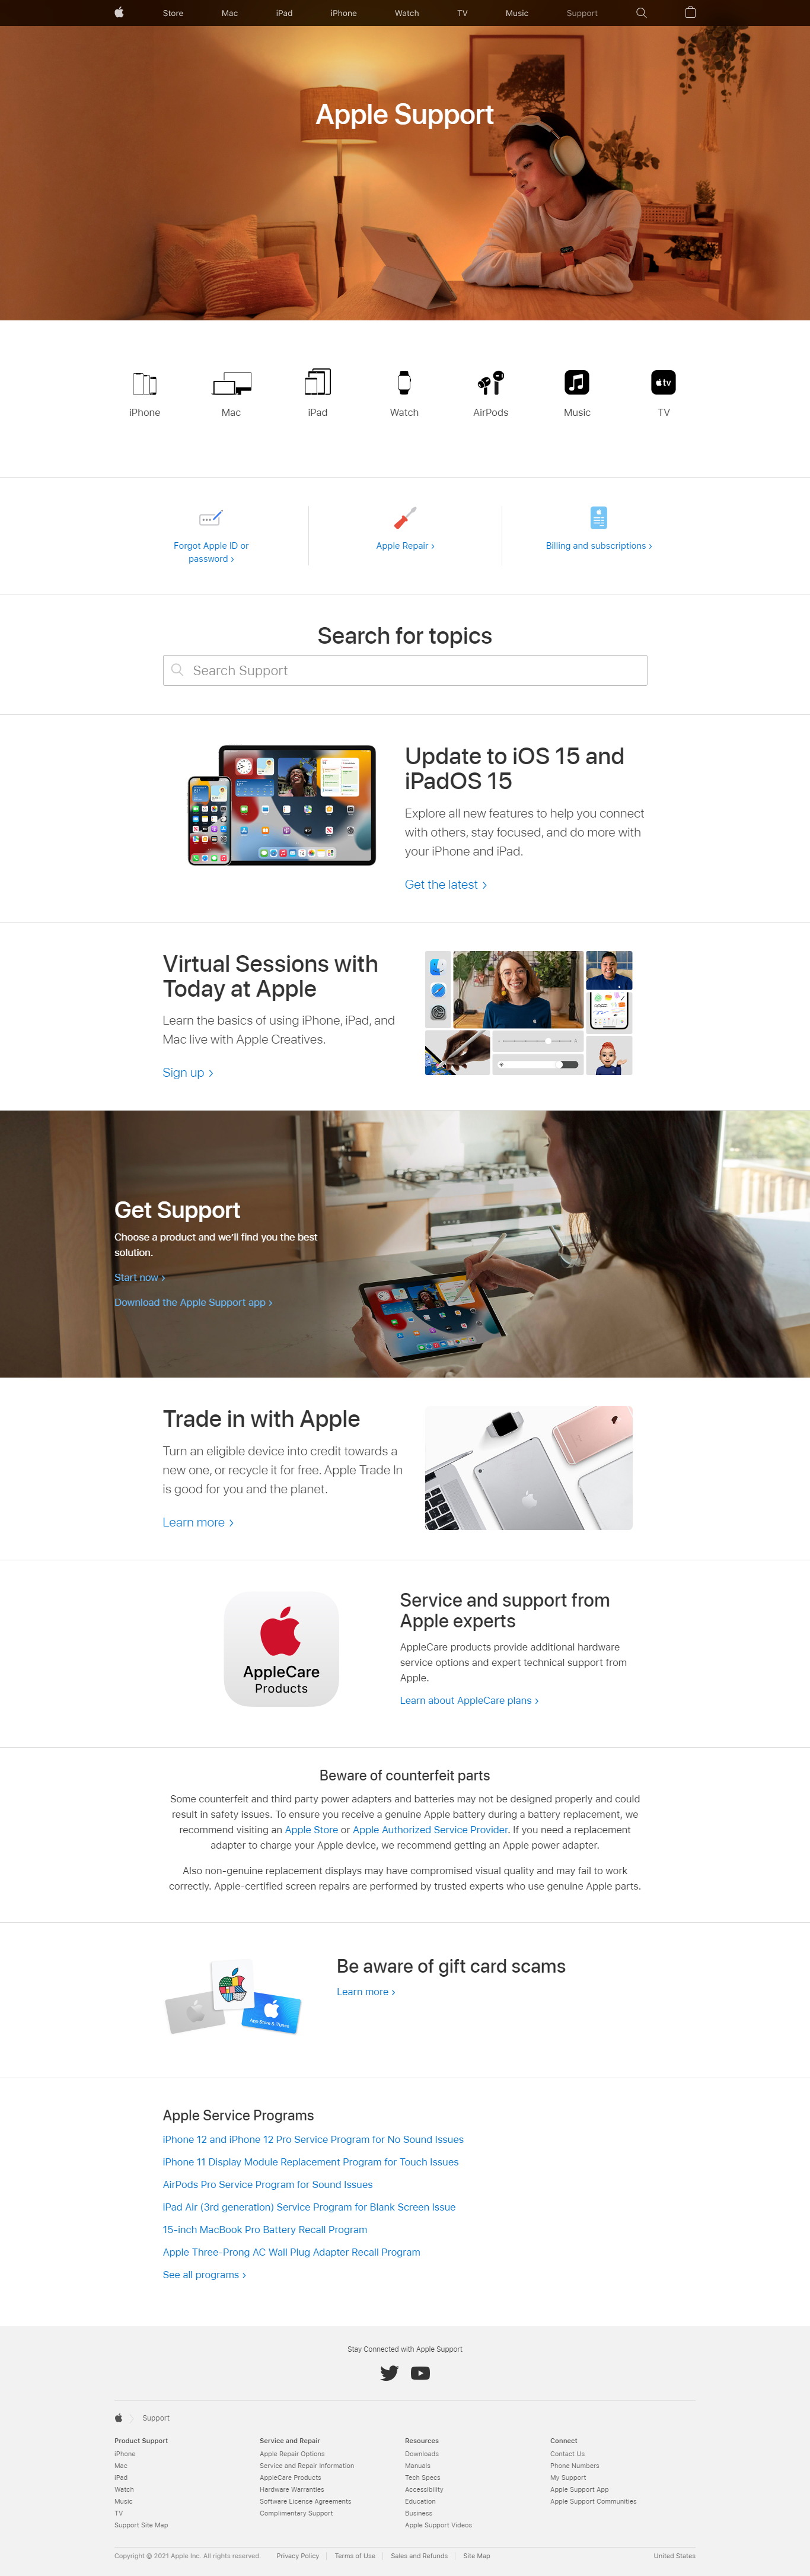 Store Mac iPad iPhone Watch TV Music Support
Apple Support
iPhone Mac iPad Watch AirPods Music TV
tv
Forgot Apple ID or
password ›
Apple Repair ›
Billing and subscriptions ›
Search for topics
Search Support
Update to iOS 15 and
iPadOS 15
Explore all new features to help you connect
with others, stay focused, and do more with
your iPhone and iPad.
Get the latest ›
Virtual Sessions with
Today at Apple
Learn the basics of using iPhone, iPad, and
Mac live with Apple Creatives.
Sign up ›
Get Support
Choose a product and we’ll find you the best
solution.
Start now ›
Download the Apple Support app ›
Trade in with Apple
Turn an eligible device into credit towards a
new one, or recycle it for free. Apple Trade In
is good for you and the planet.
Learn more ›
AppleCare
Products
Service and support from
Apple experts
AppleCare products provide additional hardware
service options and expert technical support from
Apple.
Learn about AppleCare plans ›
Beware of counterfeit parts
Some counterfeit and third party power adapters and batteries may not be designed properly and could
result in safety issues. To ensure you receive a genuine Apple battery during a battery replacement, we
recommend visiting an Apple Store or Apple Authorized Service Provider. If you need a replacement
adapter to charge your Apple device, we recommend getting an Apple power adapter.
Also non-genuine replacement displays may have compromised visual quality and may fail to work
correctly. Apple-certified screen repairs are performed by trusted experts who use genuine Apple parts.
App Store & iTunes
Be aware of gift card scams
Learn more ›
Apple Service Programs
iPhone 12 and iPhone 12 Pro Service Program for No Sound Issues
iPhone 11 Display Module Replacement Program for Touch Issues
AirPods Pro Service Program for Sound Issues
iPad Air (3rd generation) Service Program for Blank Screen Issue
15-inch MacBook Pro Battery Recall Program
Apple Three-Prong AC Wall Plug Adapter Recall Program
See all programs ›
Stay Connected with Apple Support
Support
Product Support
iPhone
Mac
iPad
Watch
Music
TV
Support Site Map
Service and Repair
Apple Repair Options
Service and Repair Information
AppleCare Products
Hardware Warranties
Software License Agreements
Complimentary Support
Resources
Downloads
Manuals
Tech Specs
Accessibility
Education
Business
Apple Support Videos
Connect
Contact Us
Phone Numbers
My Support
Apple Support App
Apple Support Communities
Copyright © 2021 Apple Inc. All rights reserved. Privacy Policy Terms of Use Sales and Refunds Site Map United States